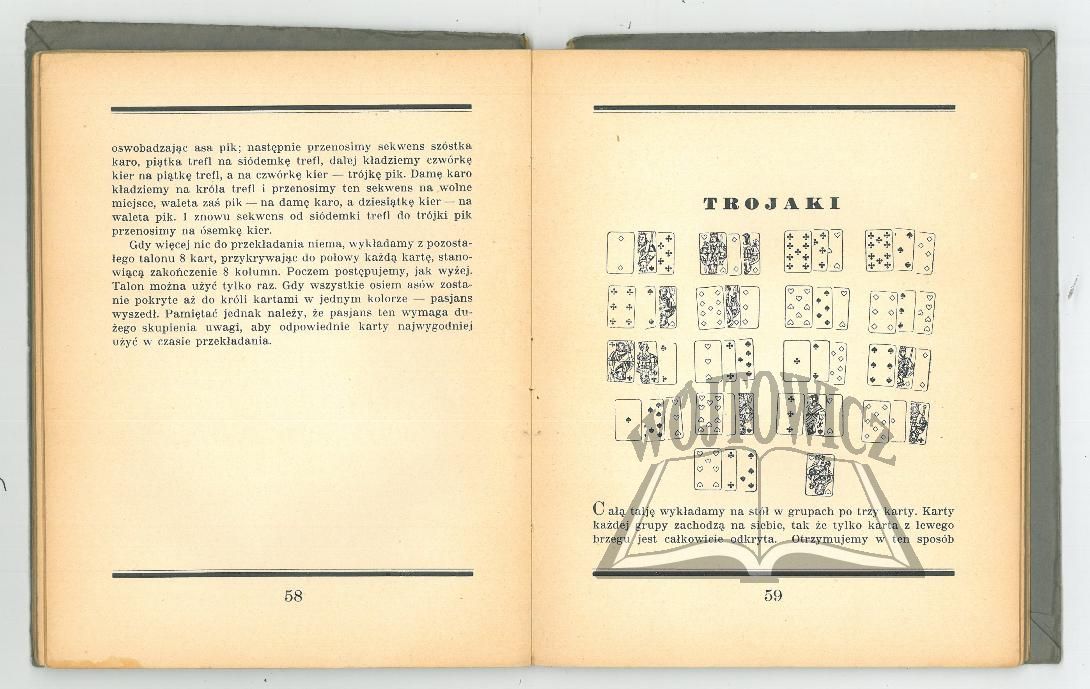 oswobadzając asa pik; następnie przenosimy sekwens szóstka
karo, piątka trefl na siódemkę trefl, dalej kładziemy czwórkę
kier na piątkę trefl, a na czwórkę kier — trójkę pik. Damę karo
kładziemy na króla trefl i przenosimy ten sekwens na wolne
miejsce, waleta zaś pik — na damę karo, a dziesiątkę kier — na
waleta pik. I znowu sekwens od siódemki trefl do trójki pik
przenosimy na ósemkę kier.
Gdy więcej nic do przekładania niema, wykładamy z pozosta-
łego talonu 8 kart, przykrywając do połowy każdą kartę, stano-
wiącą zakończenie 8 kolumn. Poczem postępujemy, jak wyżej.
Talon można użyć tylko raz. Gdy wszystkie osiem asów zosta-
nie pokryte aż do króli kartami w jednym kolorze — pasjans
wyszedł. Pamiętać jednak należy, że pasjans ten wymaga du-
żego skupienia uwagi, aby odpowiednie karty najwygodniej
użyć w czasie przekładania.
58
TROJAKI
WÓJTOWICZ
Całą talję wykładamy na stół w grupach po trzy karty. Karty
każdej grupy zachodzą na siebie, tak że tylko karta z lewego
brzegu jest całkowicie odkryta. Otrzymujemy w ten sposób
59